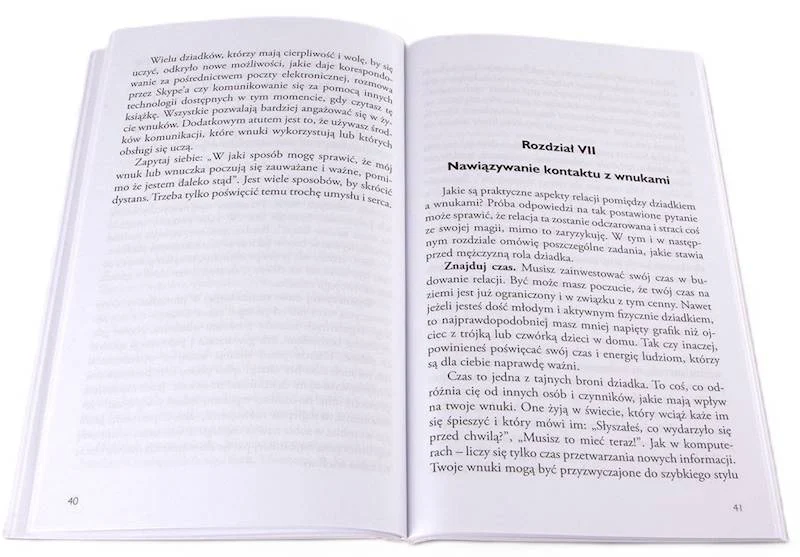 Wielu dziadków, którzy mają cierpliwość i wolę, by się
uczyć, odkryło nowe możliwości, jakie daje korespondo-
wanie za pośrednictwem poczty elektronicznej, rozmowa
przez Skype’a czy komunikowanie się za pomocą innych
technologii dostępnych w tym momencie, gdy czytasz tę
książkę. Wszystkie pozwalają bardziej angażować się w ży-
cie wnuków. Dodatkowym atutem jest to, że używasz środ-
ków komunikacji, które wnuki wykorzystują lub których
obsługi się uczą.
Zapytaj siebie: „W jaki sposób mogę sprawić, że mój
wnuk lub wnuczka poczują się zauważane i ważne, pomi-
mo że jestem daleko stąd”. Jest wiele sposobów, by skrócić
dystans. Trzeba tylko poświęcić temu trochę umysłu i serca.
40
Rozdział VII
Nawiązywanie kontaktu z wnukami
Jakie są praktyczne aspekty relacji pomiędzy dziadkiem
a wnukami? Próba odpowiedzi na tak postawione pytanie
może sprawić, że relacja ta zostanie odczarowana i straci coś
ze swojej magii, mimo to zaryzykuję. W tym i w następ-
nym rozdziale omówię poszczególne zadania, jakie stawia
przed mężczyzną rola dziadka.
Znajduj czas. Musisz zainwestować swój czas w bu-
dowanie relacji. Być może masz poczucie, że twój czas na
ziemi jest już ograniczony i w związku z tym cenny. Nawet
jeżeli jesteś dość młodym i aktywnym fizycznie dziadkiem,
to najprawdopodobniej masz mniej napięty grafik niż oj-
ciec z trójką lub czwórką dzieci w domu. Tak czy inaczej,
powinieneś poświęcać swój czas i energię ludziom, którzy
są dla ciebie naprawdę ważni.
Czas to jedna z tajnych broni dziadka. To coś, co od-
różnia cię od innych osób i czynników, jakie mają wpływ
na twoje wnuki. One żyją w świecie, który wciąż każe im
się śpieszyć i który mówi im: „Słyszałeś, co wydarzyło się
przed chwilą?”, „Musisz to mieć teraz!”. Jak w kompute-
rach – liczy się tylko czas przetwarzania nowych informacji.
Twoje wnuki mogą być przyzwyczajone do szybkiego stylu
41